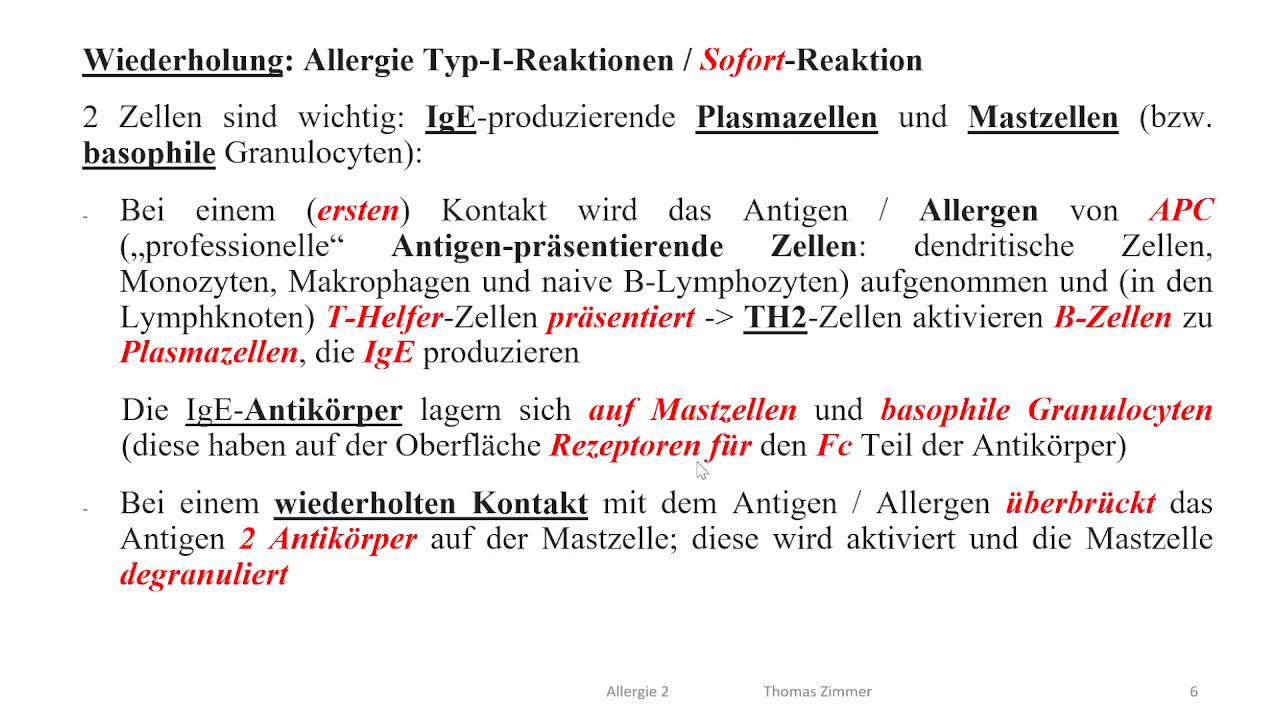 Wiederholung: Allergie Typ-I-Reaktionen / Sofort-Reaktion
2 Zellen sind wichtig: IgE-produzierende Plasmazellen und Mastzellen (bzw.
basophile Granulocyten):
- Bei einem (ersten) Kontakt wird das Antigen / Allergen von APC
(„professionelle“ Antigen-präsentierende Zellen: dendritische Zellen,
Monozyten, Makrophagen und naive B-Lymphozyten) aufgenommen und (in den
Lymphknoten) T-Helfer-Zellen präsentiert -> TH2-Zellen aktivieren B-Zellen zu
Plasmazellen, die IgE produzieren
Die IgE-Antikörper lagern sich auf Mastzellen und basophile Granulocyten
(diese haben auf der Oberfläche Rezeptoren für den Fc Teil der Antikörper)
- Bei einem wiederholten Kontakt mit dem Antigen / Allergen überbrückt das
Antigen 2 Antikörper auf der Mastzelle; diese wird aktiviert und die Mastzelle
degranuliert
Allergie 2 Thomas Zimmer 6